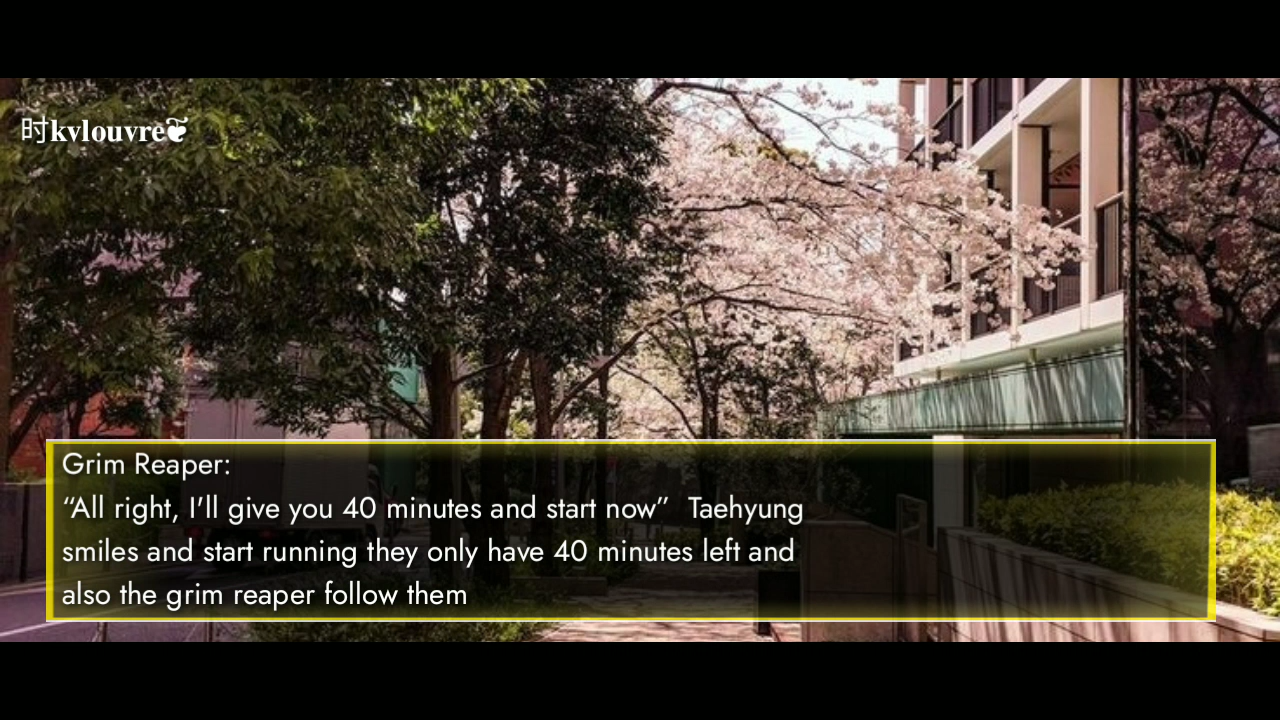 时kvlouvre❦
Grim Reaper:
“All right, I'll give you 40 minutes and start now”  Taehyung
smiles and start running they only have 40 minutes left and
also the grim reaper follow them